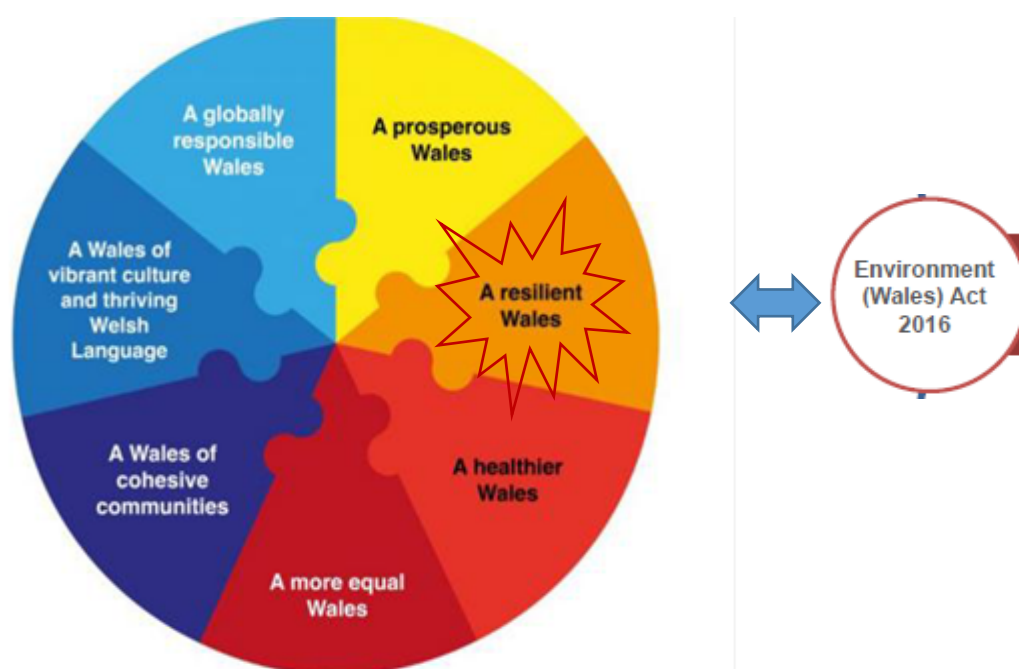 A globally
responsible
Wales
A prosperous
Wales
A Wales of
vibrant culture
and thriving
Welsh
Language
A resilient
Wales
A Wales of
cohesive
communities
A healthier
Wales
A more equal
Wales
Environment
(Wales) Act
2016